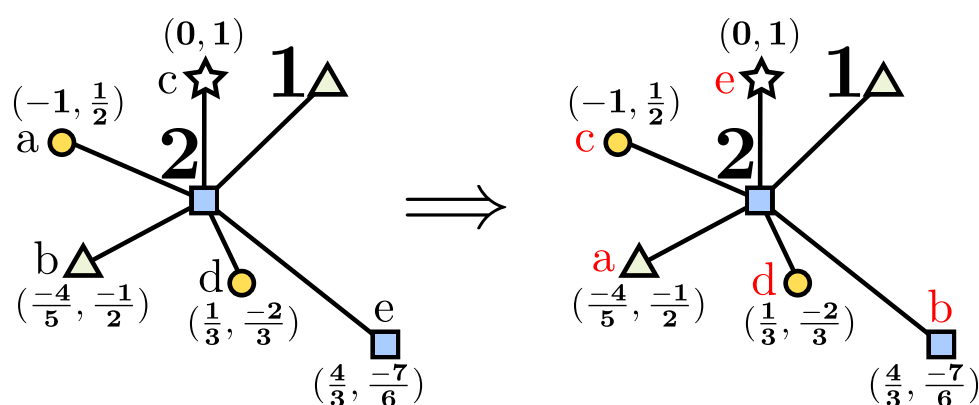 (0, 1)
c
1
(−1, 1/2)
a
2
b
(−4/5, −1/2)
d
(1/3, −2/3)
e
(4/3, −7/6)
⟹
(0, 1)
e
1
(−1, 1/2)
c
2
a
(−4/5, −1/2)
d
(1/3, −2/3)
b
(4/3, −7/6)